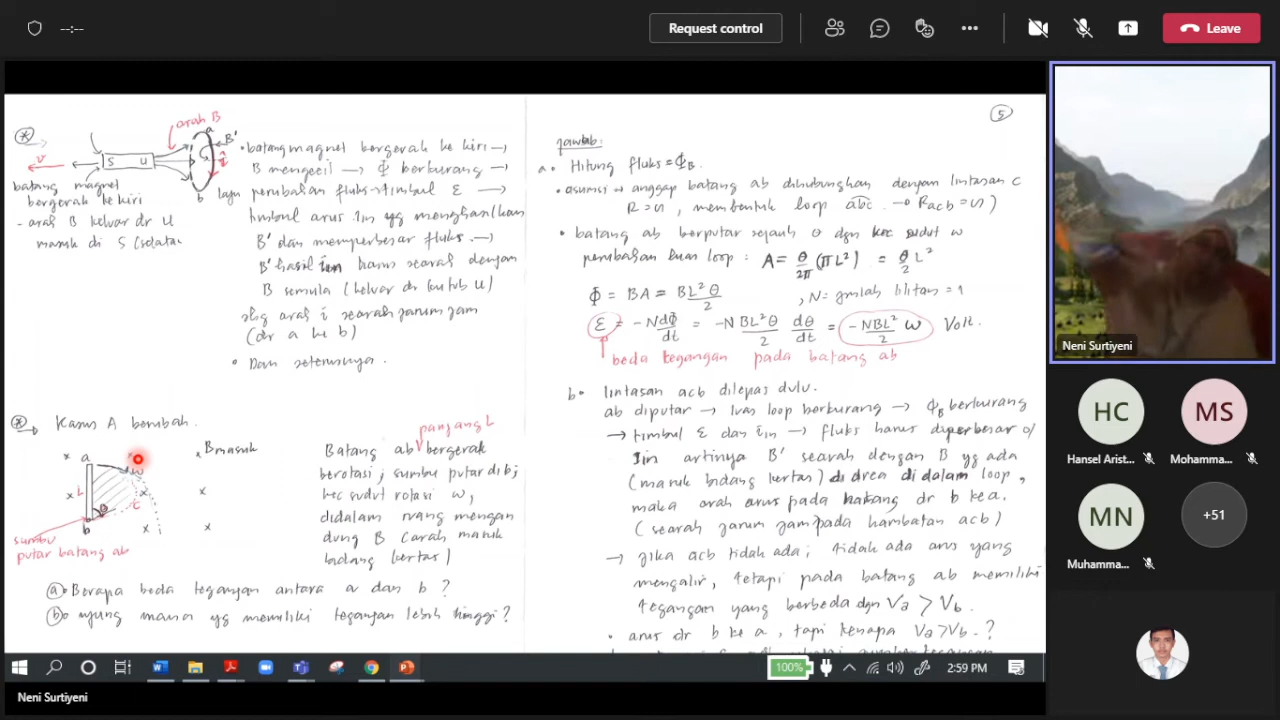 --:--
Request control
Leave
arah B
a
B'
S U
v
i
b
batang magnet
bergerak ke kiri
- arah B keluar dr U
masuk di S (selatan
• batang magnet bergerak ke kiri →
B mengecil → Φ berkurang →
laju perubahan fluks → timbul ε →
timbul arus iin yg menghasilkan
B' dan memperbesar fluks. →
B' hasil iin harus searah dengan
B semula (keluar dr kutub U)
shg arah i searah jarum jam
(dr a ke b)
• Dan seterusnya.
Kasus A berubah.
a
L
θ
w
c
b
B masuk
sumbu
putar batang ab
panjang L
Batang ab bergerak
berotasi, sumbu putar di b,
kec sudut rotasi ω,
didalam ruang mengan
dung B (arah masuk
bidang kertas)
a Berapa beda tegangan antara a dan b ?
b ujung mana yg memiliki tegangan lebih tinggi ?
5
jawab:
a. Hitung fluks = ΦB.
• asumsi → anggap batang ab dihubungkan dengan lintasan c
, membentuk loop abc.
• batang ab berputar sejauh θ dgn kec sudut ω
perubahan luas loop : A = θ/2π (πL²) = θ/2 L²
Φ = BA = BL²θ/2
, N = jmlah lilitan = 1
ε = -N dΦ/dt = -N BL²θ/2 dθ/dt = -NBL²/2 ω Volt.
beda tegangan pada batang ab
b • lintasan acb dilepas dulu.
ab diputar → luas loop berkurang → ΦB berkurang
→ timbul ε dan iin → fluks harus diperbesar o/
Iin artinya B' searah dengan B yg ada
(masuk bidang kertas) di area di dalam loop,
maka arah arus pada batang dr b ke a.
(searah jarum jam pada hambatan acb)
→ jika acb tidak ada, tidak ada arus yang
mengalir, tetapi pada batang ab memiliki
tegangan yang berbeda dgn Va > Vb.
• arus dr b ke a, tapi kenapa Va > Vb. ?
Neni Surtiyeni
HC
Hansel Arist...
MS
Mohamma...
MN
Muhamma...
+51
100%
2:59 PM
Neni Surtiyeni